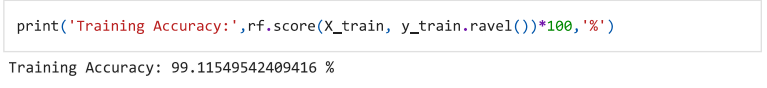 print('Training Accuracy:',rf.score(X_train, y_train.ravel())*100,'%')
Training Accuracy: 99.11549542409416 %